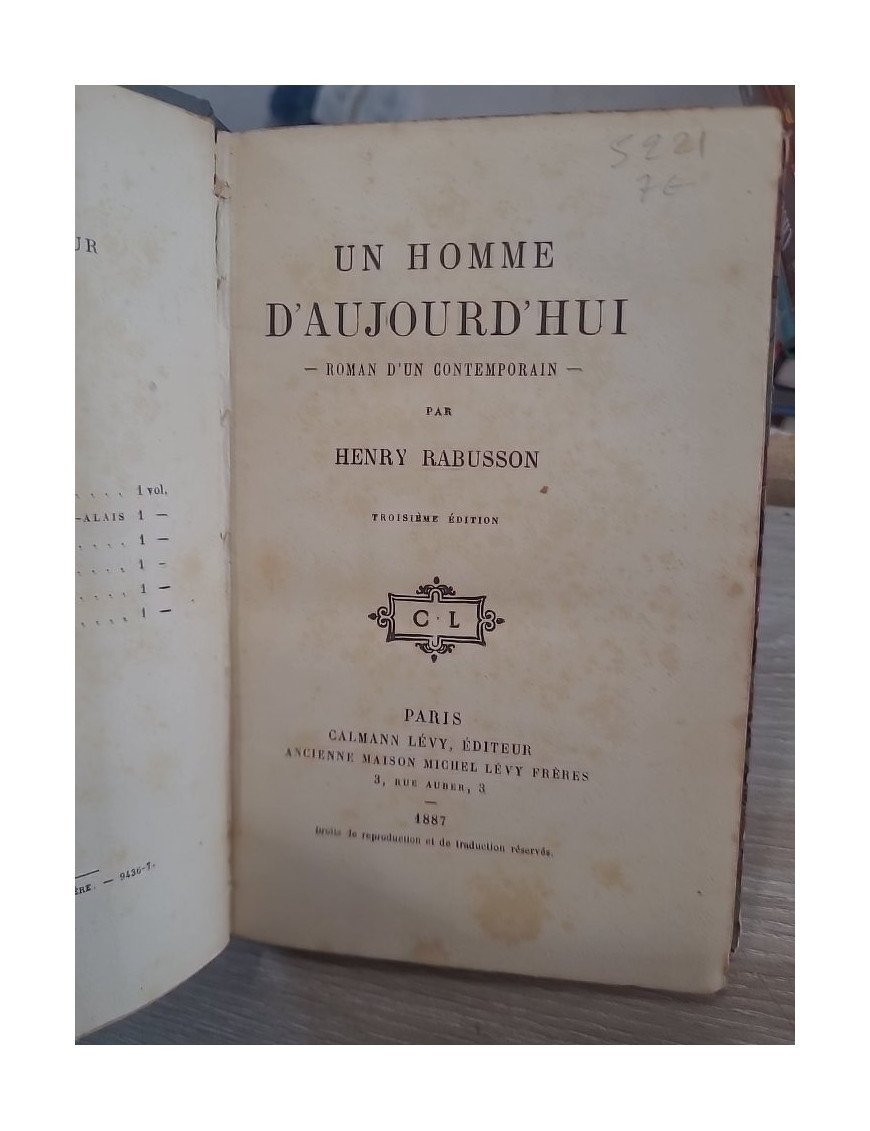 UR
. . . . 1 vol.
-ALAIS 1 —
. . . . 1 —
. . . . . 1 -
. . . . . 1 —
. . . . . 1 —
ÈRE. — 9436-7.
5221
7€
UN HOMME
D'AUJOURD'HUI
— ROMAN D'UN CONTEMPORAIN —
PAR
HENRY RABUSSON
TROISIÈME ÉDITION
C · L
PARIS
CALMANN LÉVY, ÉDITEUR
ANCIENNE MAISON MICHEL LÉVY FRÈRES
3, RUE AUBER, 3
—
1887
Droits de reproduction et de traduction réservés.